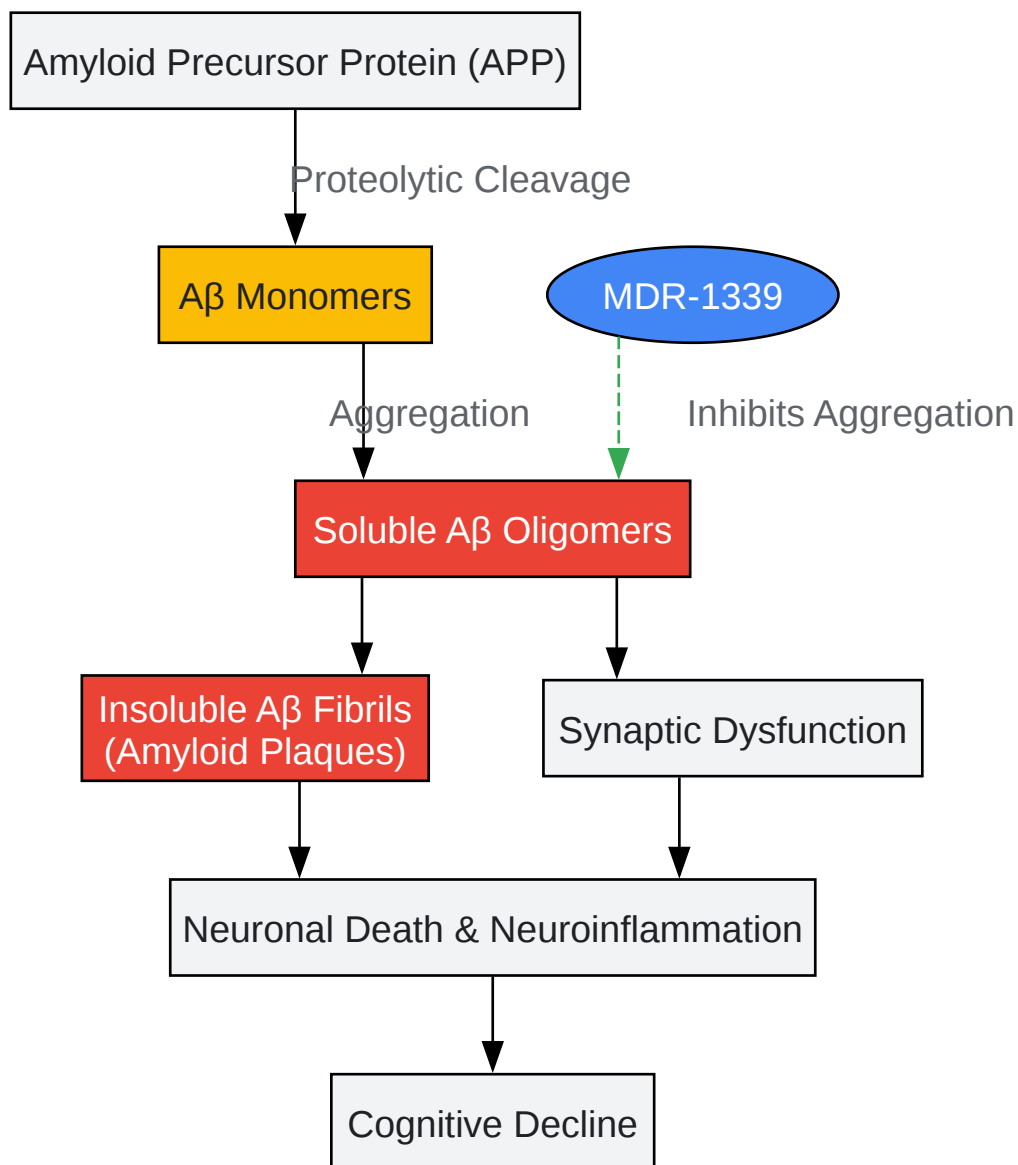 Amyloid Precursor Protein (APP)
Proteolytic Cleavage
Aβ Monomers
MDR-1339
Aggregation
Inhibits Aggregation
Soluble Aβ Oligomers
Insoluble Aβ Fibrils
(Amyloid Plaques)
Synaptic Dysfunction
Neuronal Death & Neuroinflammation
Cognitive Decline